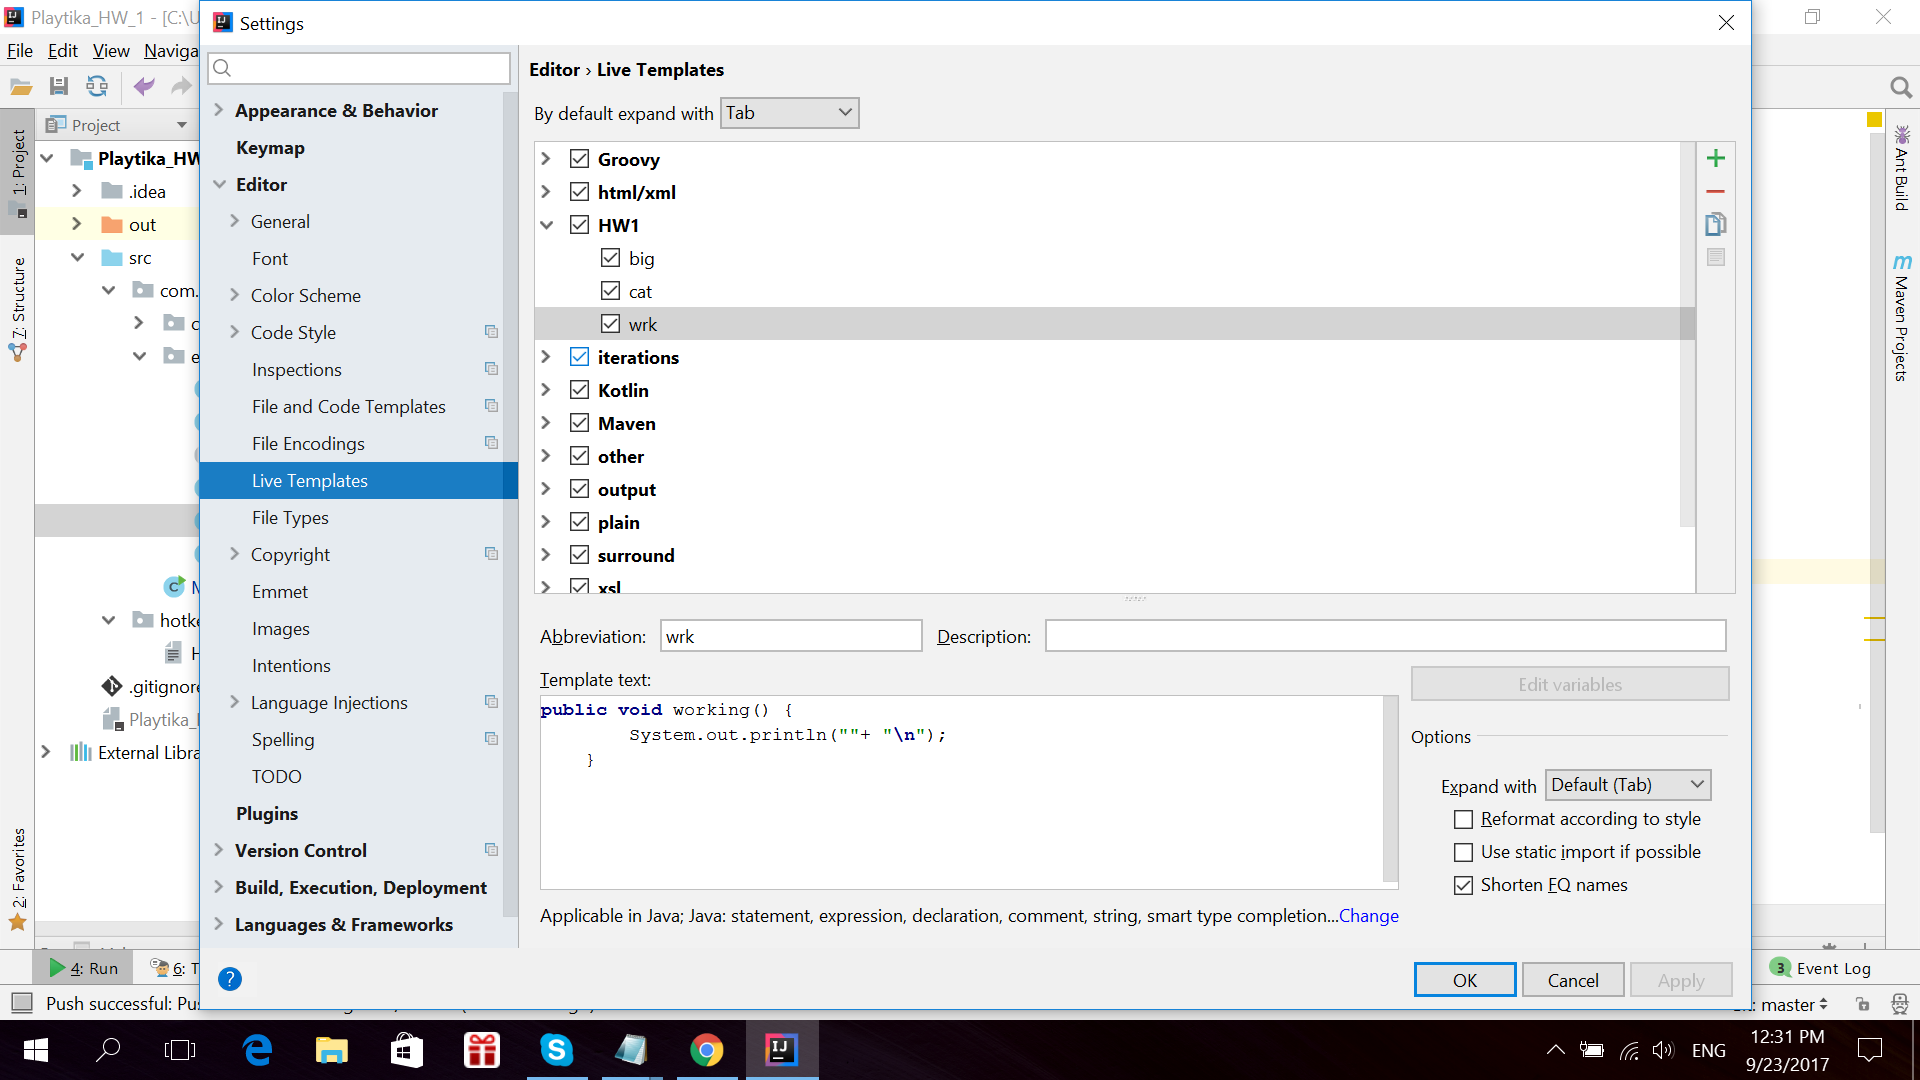 Playtika_HW_1 - [C:\U
Settings
File Edit View Naviga
Project
1: Project
7: Structure
2: Favorites
Playtika_HW
.idea
out
src
com.
c
e
M
hotke
H
.gitignore
Playtika_
External Libra
Appearance & Behavior
Keymap
Editor
General
Font
Color Scheme
Code Style
Inspections
File and Code Templates
File Encodings
Live Templates
File Types
Copyright
Emmet
Images
Intentions
Language Injections
Spelling
TODO
Plugins
Version Control
Build, Execution, Deployment
Languages & Frameworks
?
Editor › Live Templates
By default expand with Tab
Groovy
html/xml
HW1
big
cat
wrk
iterations
Kotlin
Maven
other
output
plain
surround
xsl
Abbreviation: wrk Description:
Template text:
public void working() {
System.out.println(""+ "\n");
}
Edit variables
Options
Expand with Default (Tab)
Reformat according to style
Use static import if possible
Shorten FQ names
Applicable in Java; Java: statement, expression, declaration, comment, string, smart type completion...Change
OK Cancel Apply
Ant Build
m Maven Projects
4: Run
6: T
3 Event Log
Push successful: Pus
master
ENG
12:31 PM
9/23/2017